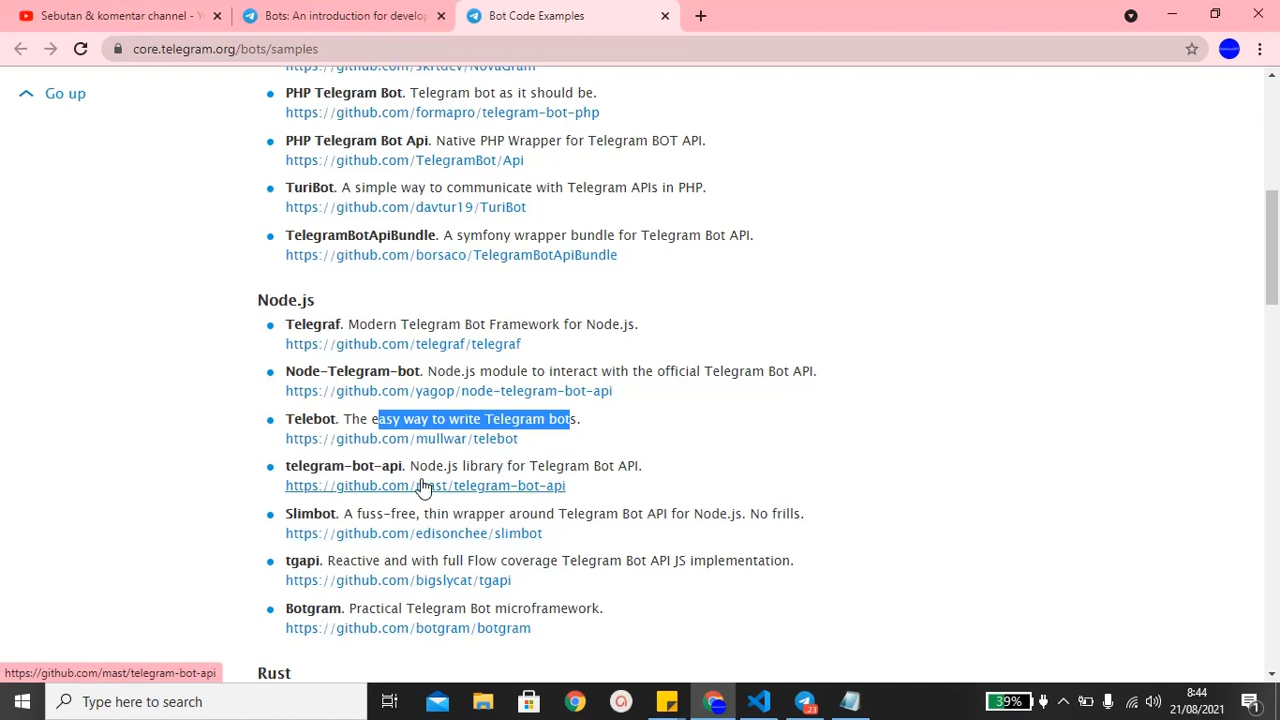 Sebutan & komentar channel - Y
Bots: An introduction for develo
Bot Code Examples
core.telegram.org/bots/samples
Go up
https://github.com/skrtdev/NovaGram
PHP Telegram Bot. Telegram bot as it should be.
https://github.com/formapro/telegram-bot-php
PHP Telegram Bot Api. Native PHP Wrapper for Telegram BOT API.
https://github.com/TelegramBot/Api
TuriBot. A simple way to communicate with Telegram APIs in PHP.
https://github.com/davtur19/TuriBot
TelegramBotApiBundle. A symfony wrapper bundle for Telegram Bot API.
https://github.com/borsaco/TelegramBotApiBundle
Node.js
Telegraf. Modern Telegram Bot Framework for Node.js.
https://github.com/telegraf/telegraf
Node-Telegram-bot. Node.js module to interact with the official Telegram Bot API.
https://github.com/yagop/node-telegram-bot-api
Telebot. The easy way to write Telegram bots.
https://github.com/mullwar/telebot
telegram-bot-api. Node.js library for Telegram Bot API.
https://github.com/mast/telegram-bot-api
Slimbot. A fuss-free, thin wrapper around Telegram Bot API for Node.js. No frills.
https://github.com/edisonchee/slimbot
tgapi. Reactive and with full Flow coverage Telegram Bot API JS implementation.
https://github.com/bigslycat/tgapi
Botgram. Practical Telegram Bot microframework.
https://github.com/botgram/botgram
https://github.com/mast/telegram-bot-api
Rust
Type here to search
23
39%
8:44
21/08/2021
1